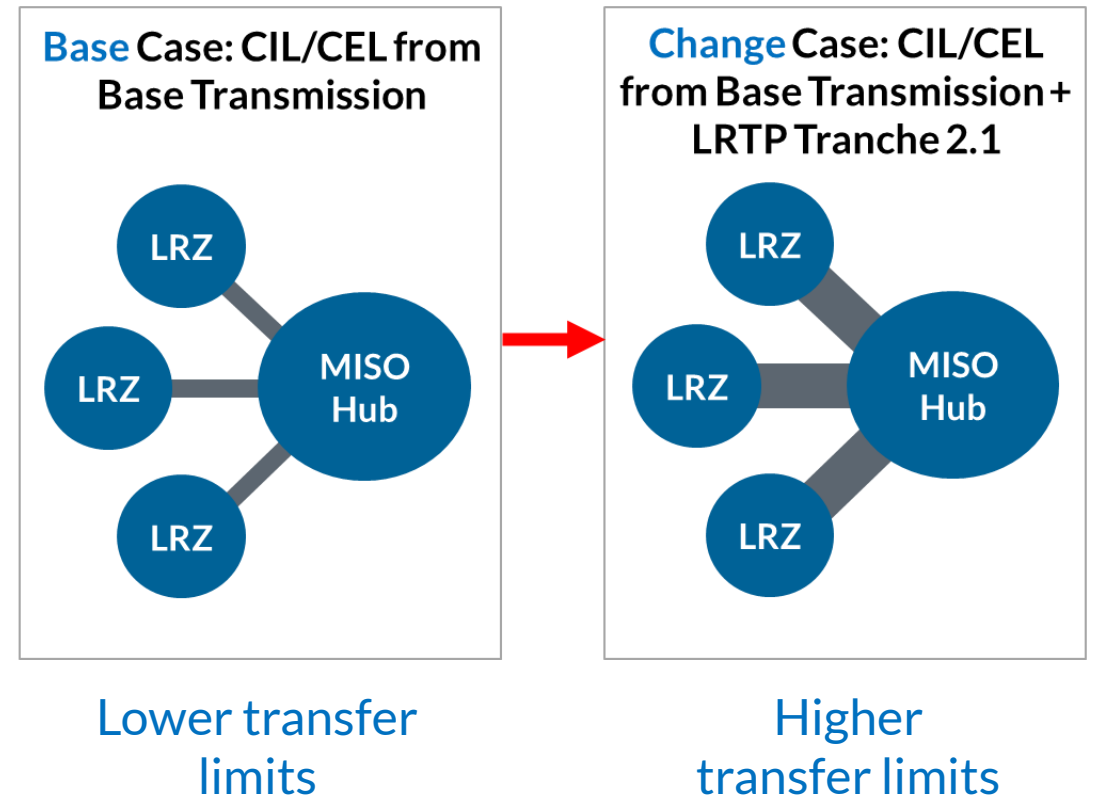 Base Case: CIL/CEL from
Base Transmission
LRZ
LRZ
LRZ
MISO
Hub
Lower transfer
limits
Change Case: CIL/CEL
from Base Transmission +
LRTP Tranche 2.1
LRZ
LRZ
LRZ
MISO
Hub
Higher
transfer limits